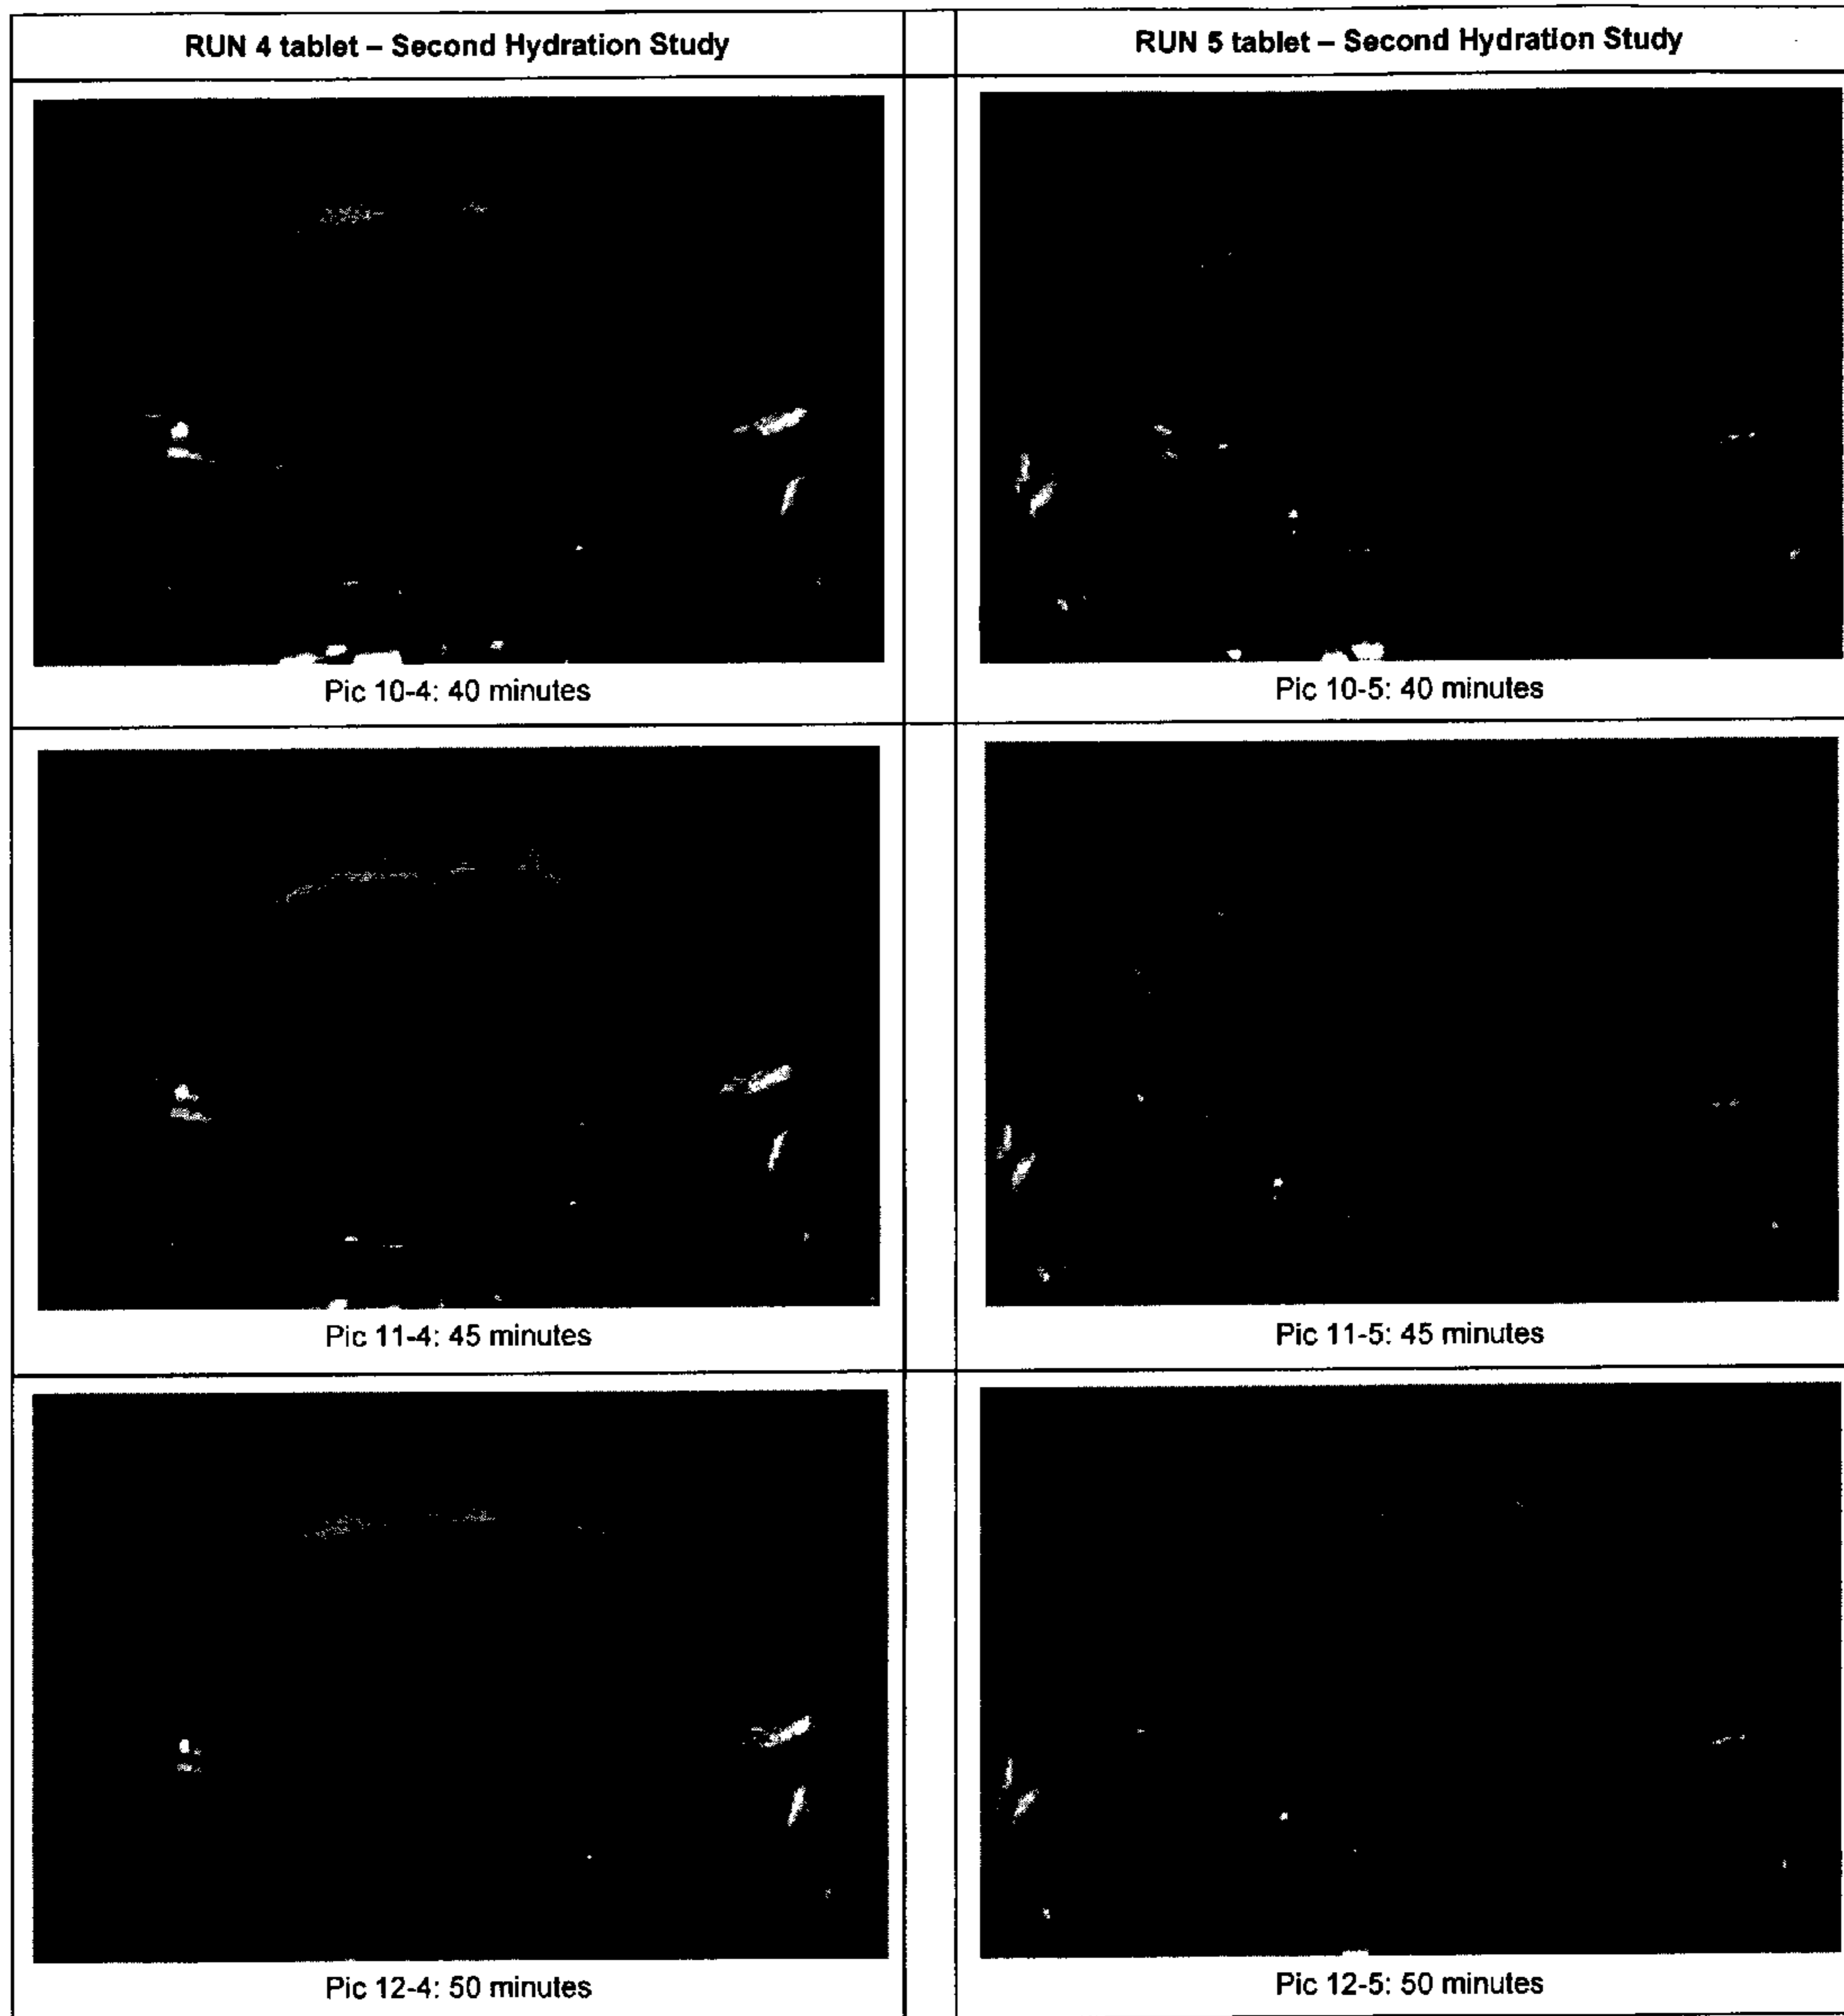 RUN 4 tablet – Second Hydration Study
RUN 5 tablet – Second Hydration Study
Pic 10-4: 40 minutes
Pic 10-5: 40 minutes
Pic 11-4: 45 minutes
Pic 11-5: 45 minutes
Pic 12-4: 50 minutes
Pic 12-5: 50 minutes